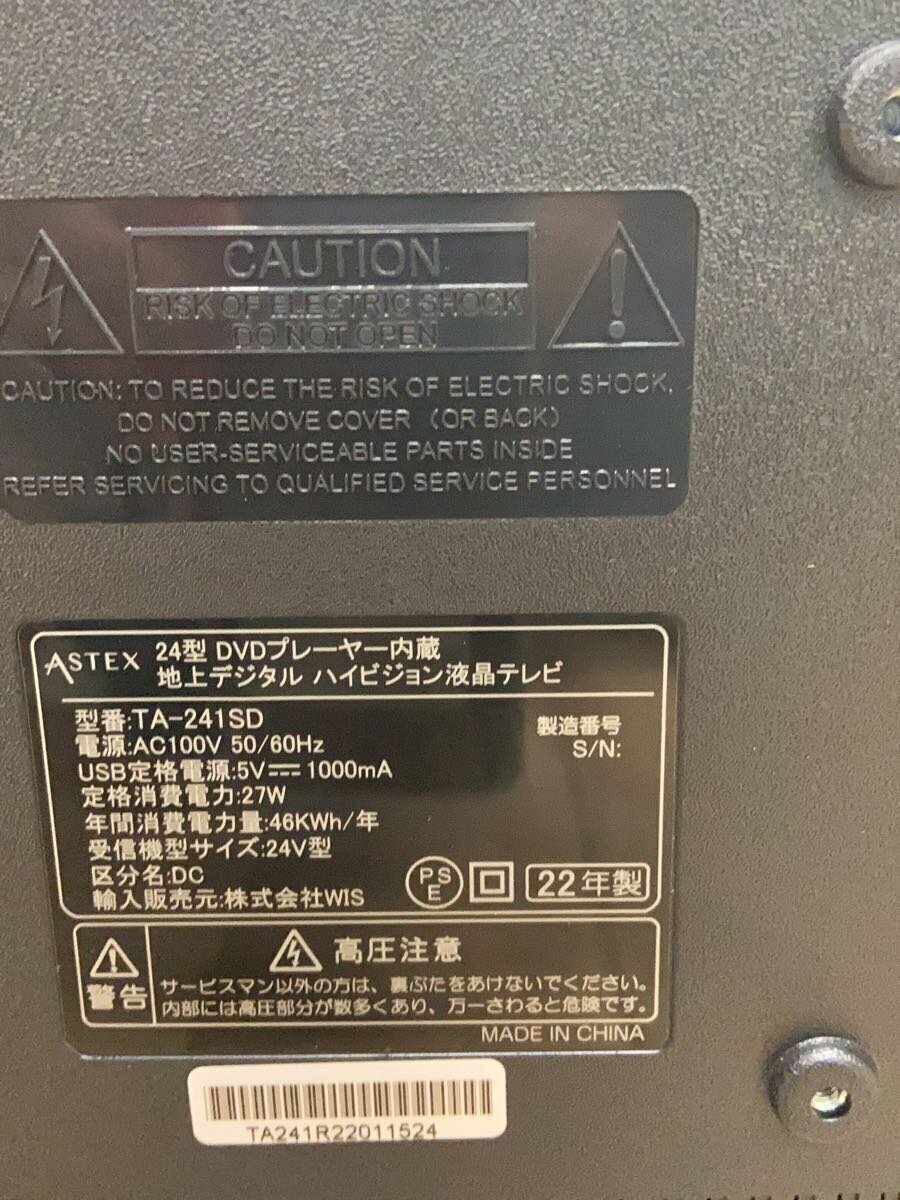 CAUTION
RISK OF ELECTRIC SHOCK
DO NOT OPEN
CAUTION: TO REDUCE THE RISK OF ELECTRIC SHOCK,
DO NOT REMOVE COVER (OR BACK)
NO USER-SERVICEABLE PARTS INSIDE
REFER SERVICING TO QUALIFIED SERVICE PERSONNEL
ASTEX 24型 DVDプレーヤー内蔵
地上デジタル ハイビジョン液晶テレビ
型番:TA-241SD
製造番号
電源:AC100V 50/60Hz
S/N:
USB定格電源:5V⎓1000mA
定格消費電力:27W
年間消費電力量:46KWh/年
受信機型サイズ:24V型
区分名:DC
PSE
22年製
輸入販売元:株式会社WIS
警告
高圧注意
サービスマン以外の方は、裏ぶたをあけないでください。
内部には高圧部分が数多くあり、万一さわると危険です。
MADE IN CHINA
TA241R22011524